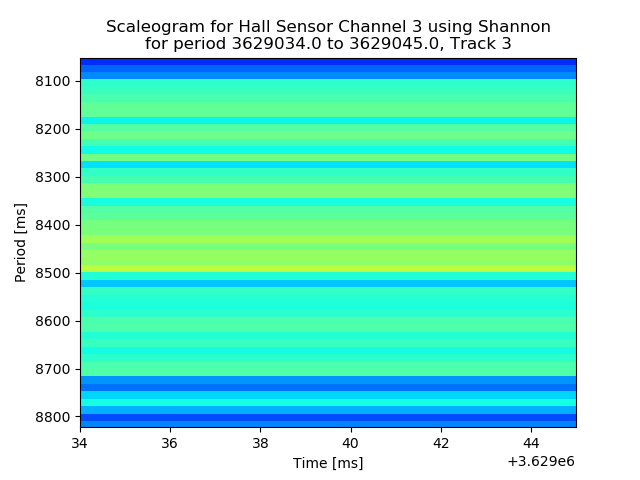 Scaleogram for Hall Sensor Channel 3 using Shannon
for period 3629034.0 to 3629045.0, Track 3
Period [ms]
8100
8200
8300
8400
8500
8600
8700
8800
34 36 38 40 42 44
Time [ms]
+3.629e6